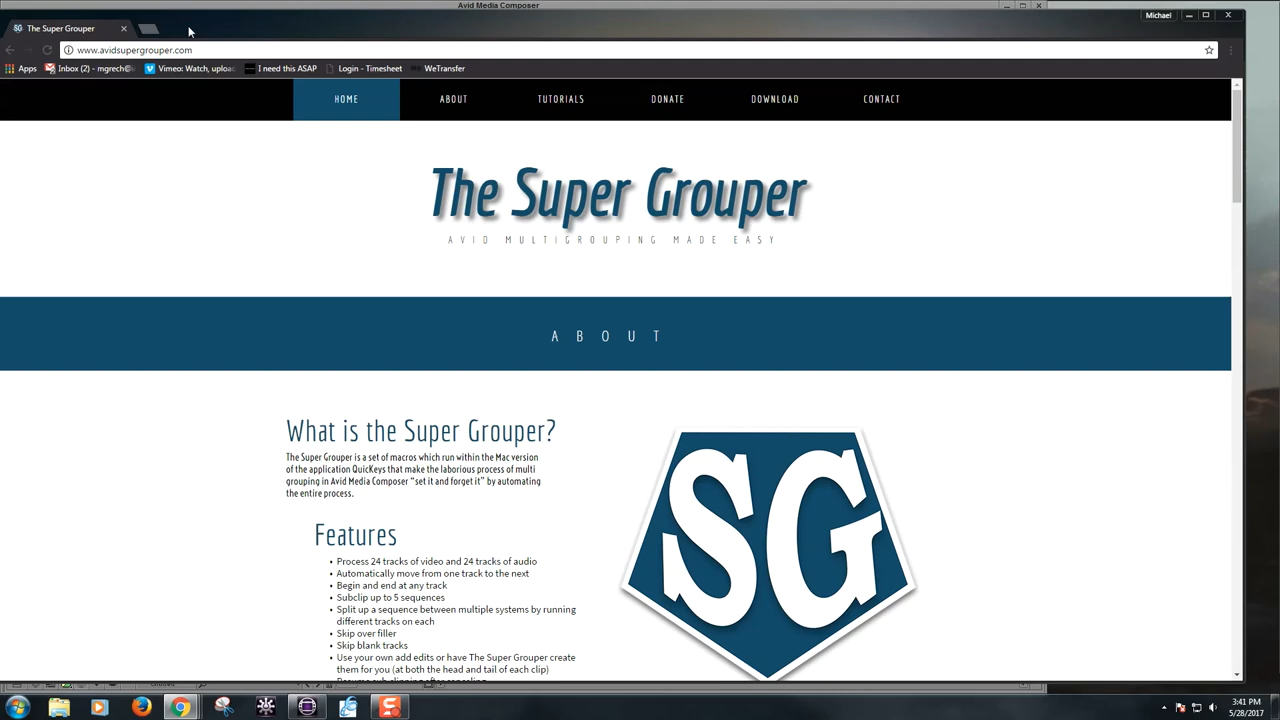 Avid Media Composer
The Super Grouper
Michael
www.avidsupergrouper.com
Apps
Inbox (2) - mgrech@
Vimeo: Watch, uploa
I need this ASAP
Login - Timesheet
WeTransfer
HOME ABOUT TUTORIALS DONATE DOWNLOAD CONTACT
The Super Grouper
AVID MULTIGROUPING MADE EASY
ABOUT
What is the Super Grouper?
The Super Grouper is a set of macros which run within the Mac version
of the application QuicKeys that make the laborious process of multi
grouping in Avid Media Composer “set it and forget it” by automating
the entire process.
SG
Features
• Process 24 tracks of video and 24 tracks of audio
• Automatically move from one track to the next
• Begin and end at any track
• Subclip up to 5 sequences
• Split up a sequence between multiple systems by running
different tracks on each
• Skip over filler
• Skip blank tracks
• Use your own add edits or have The Super Grouper create
them for you (at both the head and tail of each clip)
3:41 PM
5/28/2017